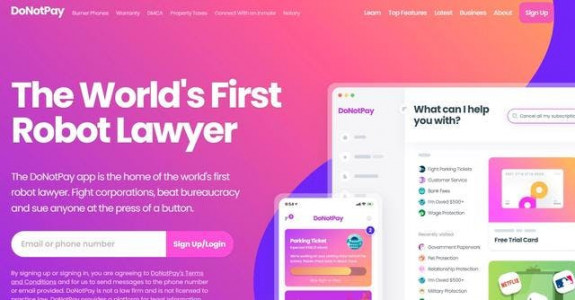 DoNotPay Burner Phones Warranty DMCA Property Taxes Connect With an Inmate Notary Learn Top Features Latest Business About Sign Up
The World's First
Robot Lawyer
The DoNotPay app is the home of the world's first
robot lawyer. Fight corporations, beat bureaucracy
and sue anyone at the press of a button.
Email or phone number Sign Up/Login
By signing up or signing in, you are agreeing to DoNotPay's Terms
and Conditions and for us to send messages to the phone number
or email provided. DoNotPay is not a law firm and is not licensed to
practice law. DoNotPay provides a platform for legal information
DoNotPay
What can I help
you with?
Cancel all my subscriptio
Fight Parking Tickets
Customer Service
Bank Fees
I'm Owed $500+
Wage Protection
Free Trial Card
Recently visited
Government Paperwork
Pet Protection
Relationship Protection
I'm Owed $500+
Military Protection
NETFLIX
DoNotPay
2
Parking Ticket